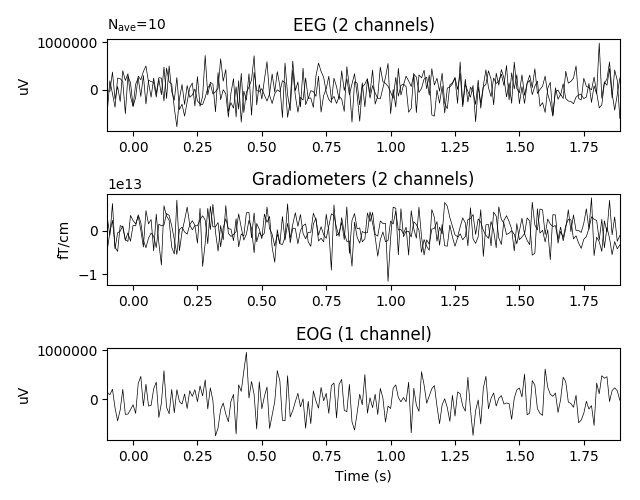 N_ave=10
EEG (2 channels)
1000000
0
uV
0.00 0.25 0.50 0.75 1.00 1.25 1.50 1.75
1e13
Gradiometers (2 channels)
0
−1
fT/cm
0.00 0.25 0.50 0.75 1.00 1.25 1.50 1.75
EOG (1 channel)
1000000
0
uV
0.00 0.25 0.50 0.75 1.00 1.25 1.50 1.75
Time (s)